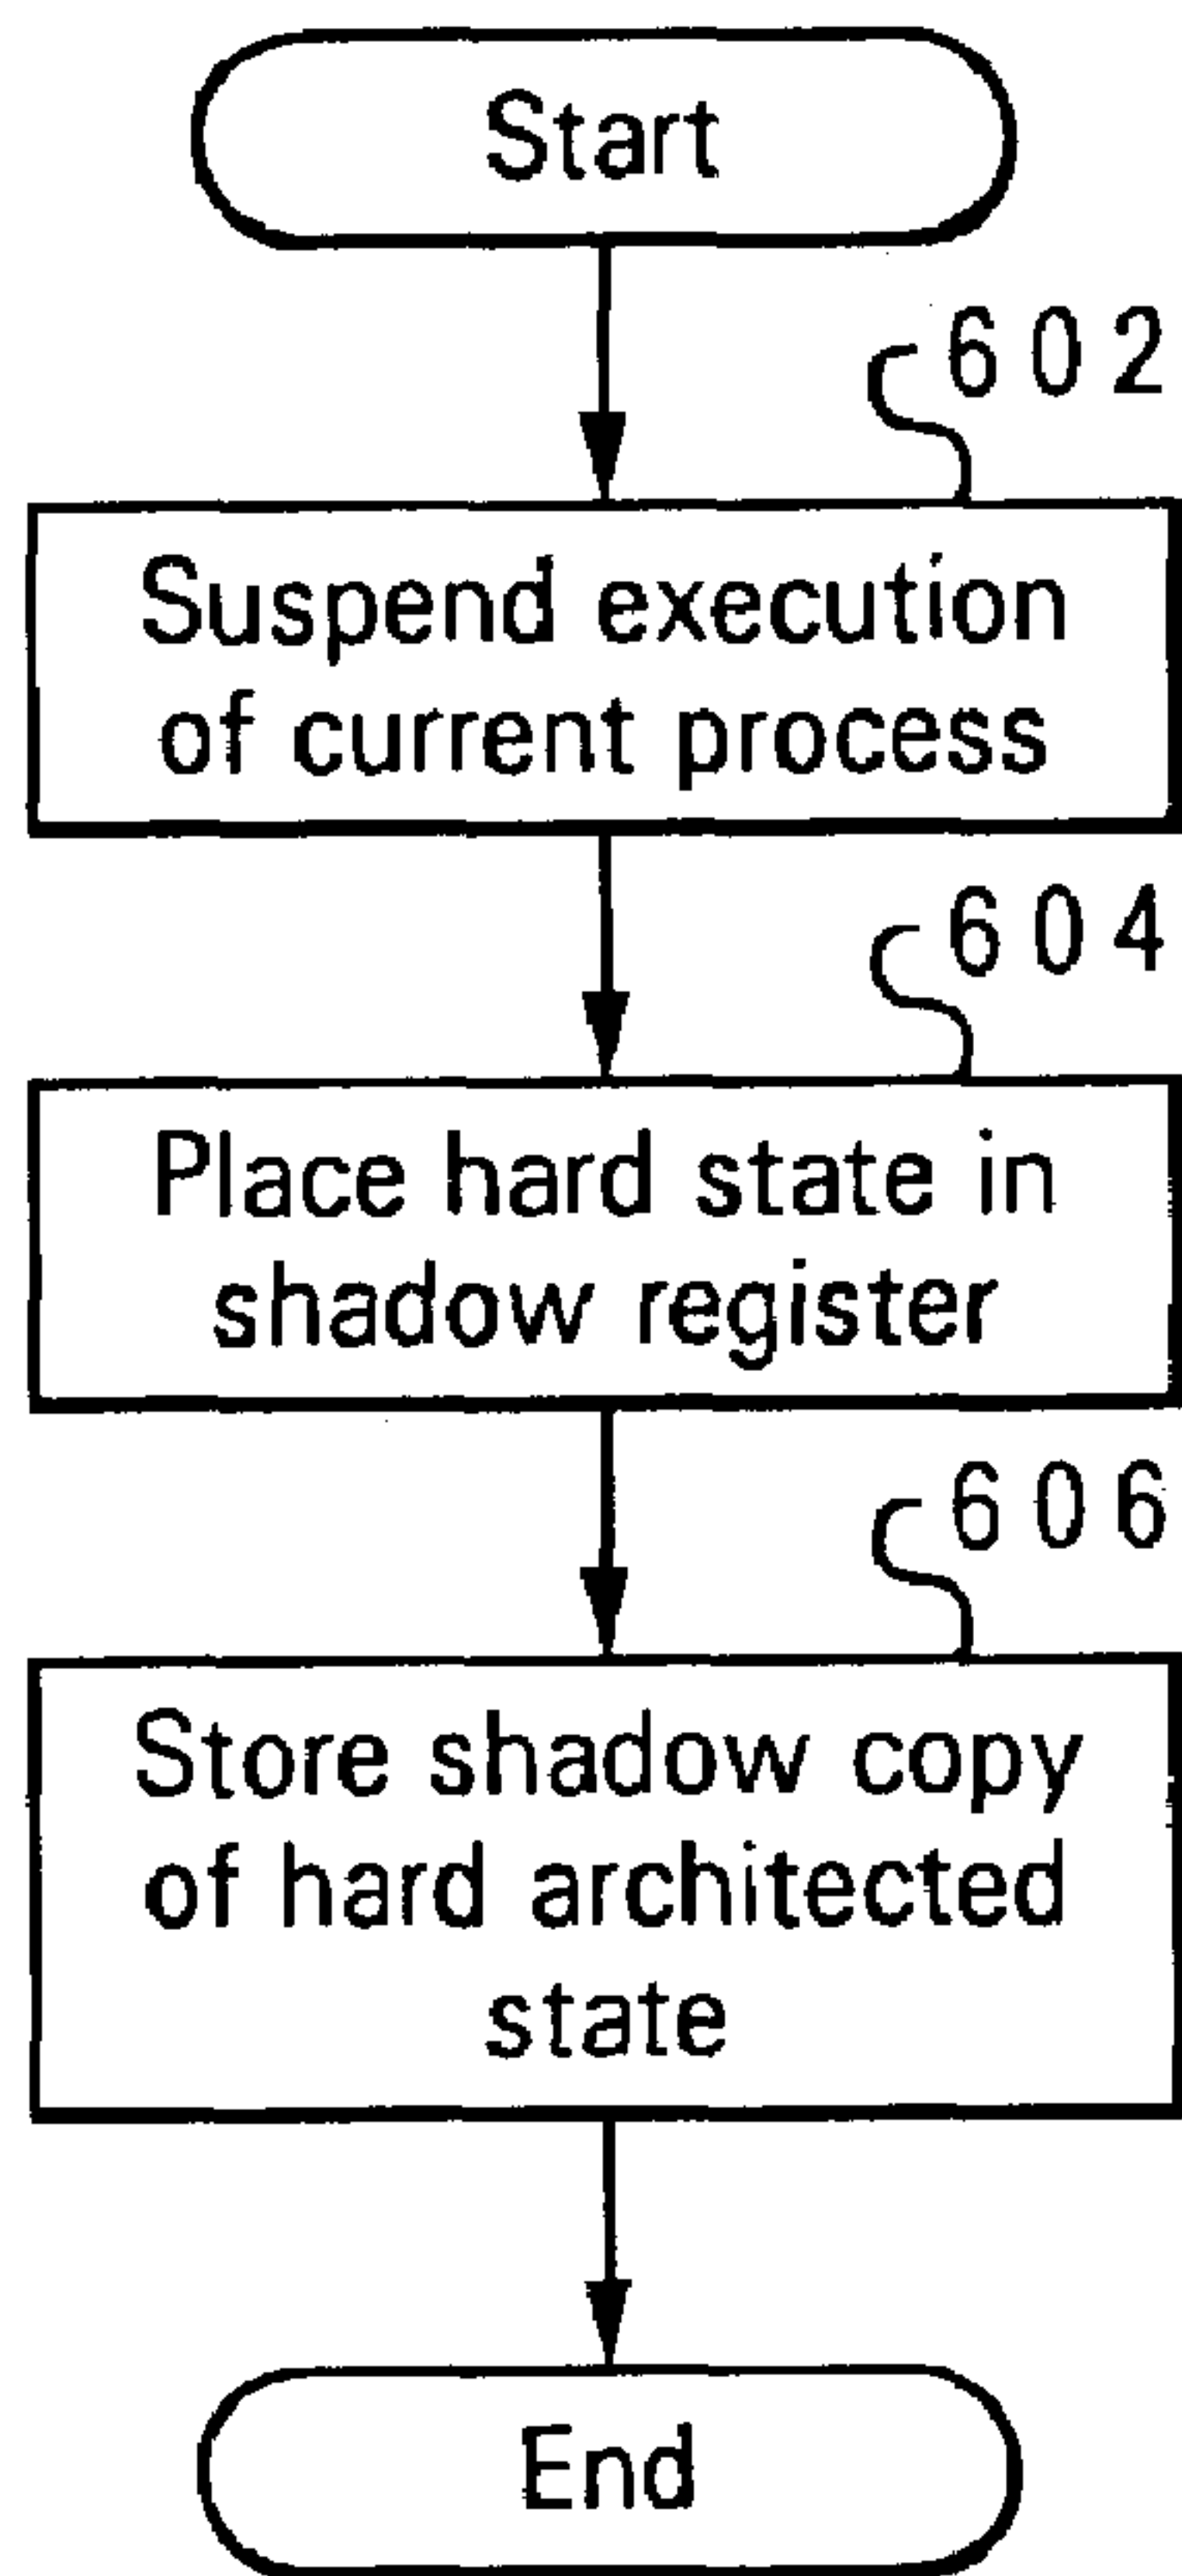 Start
602
Suspend execution
of current process
604
Place hard state in
shadow register
606
Store shadow copy
of hard architected
state
End